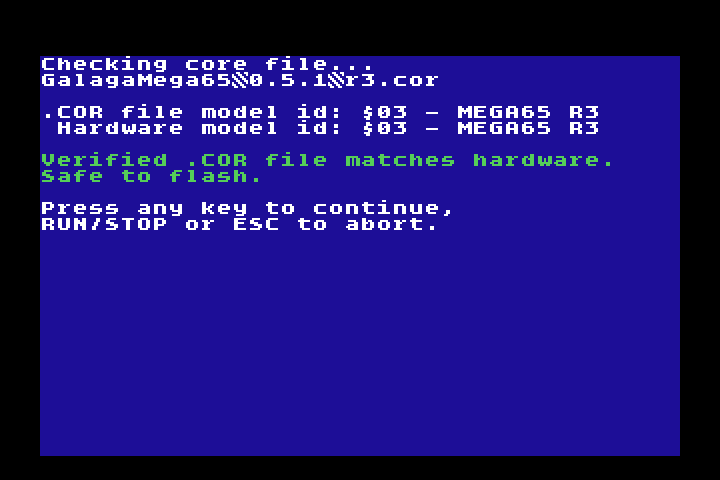 Checking core file...
GalagaMega65▒0.5.1▒r3.cor
.COR file model id: $03 - MEGA65 R3
Hardware model id: $03 - MEGA65 R3
Verified .COR file matches hardware.
Safe to flash.
Press any key to continue,
RUN/STOP or ESC to abort.